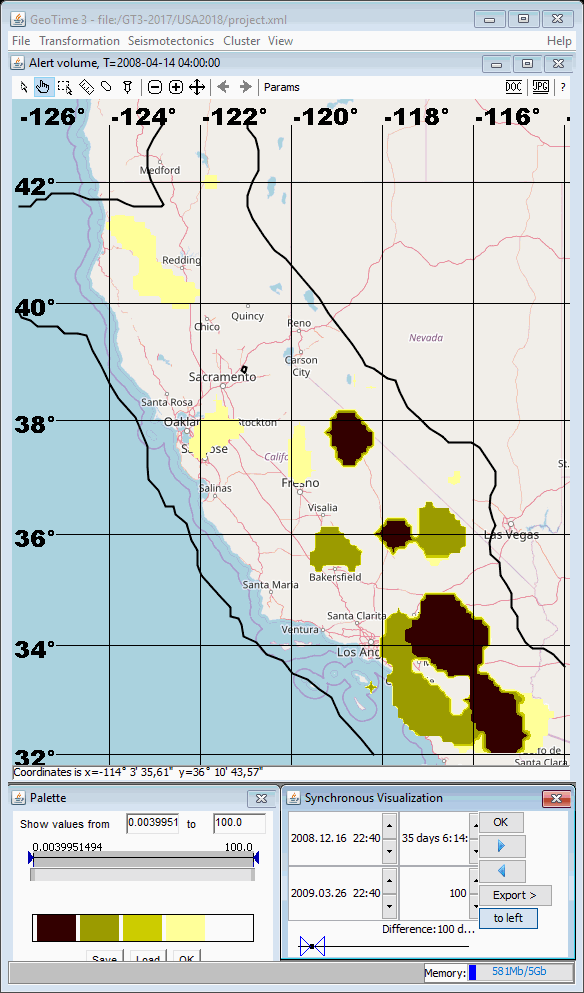 GeoTime 3 - file:/GT3-2017/USA2018/project.xml
File Transformation Seismotectonics Cluster View Help
Alert volume, T=2008-04-14 04:00:00
Params DOC JPG ?
-126° -124° -122° -120° -118° -116°
Medford
42°
Redding
40°
Quincy
Chico
Reno
Carson
City
Nevada
Sacramento
Santa Rosa
38°
Oakla Stockton
San Jose
Califo
Fresno
Salinas
Visalia
36°
Las Vegas
St.
Bakersfield
Santa Maria
Santa Clarita
Ventura
34°
Los Ang
32°
fo de
Santa Clara
Coordinates is x=-114° 3' 35,61" y=36° 10' 43,57"
Palette
Show values from 0.0039951 to 100.0
0.0039951494 100.0
Save Load OK
Synchronous Visualization
2008.12.16 22:40 35 days 6:14: OK
2009.03.26 22:40 100
Export >
to left
Difference:100 d...
Memory: 581Mb/5Gb